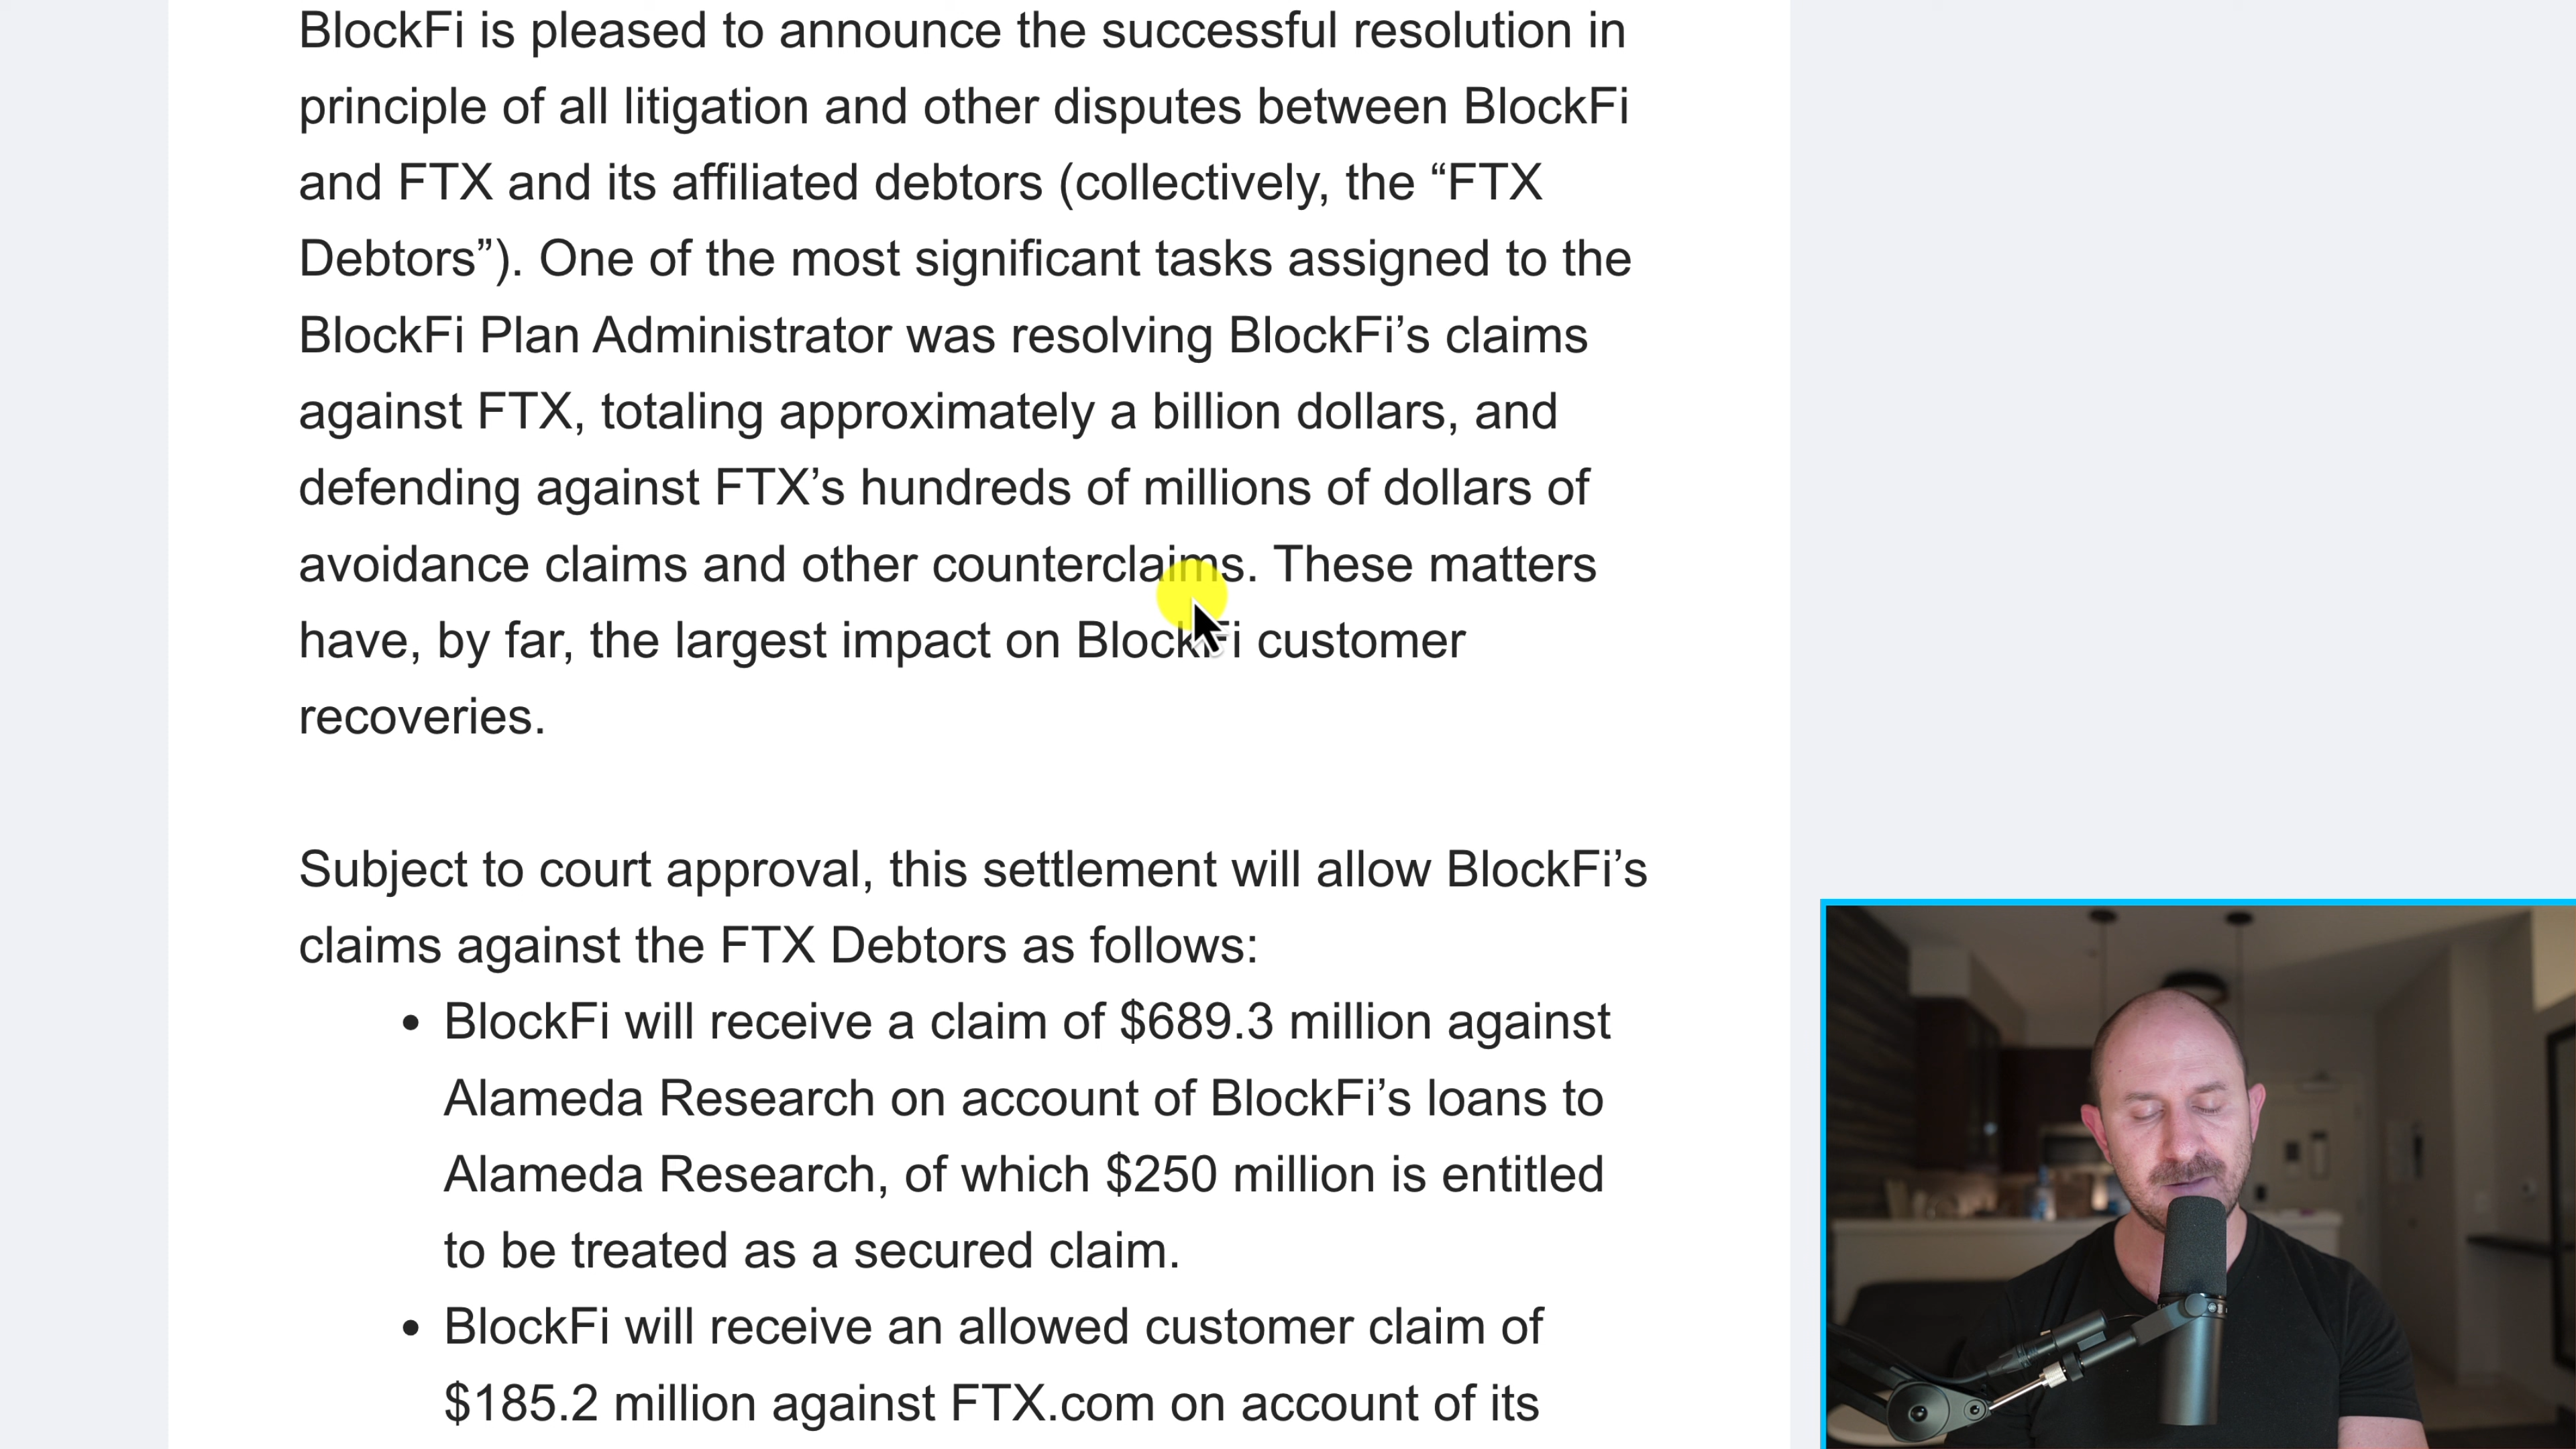 BlockFi is pleased to announce the successful resolution in
principle of all litigation and other disputes between BlockFi
and FTX and its affiliated debtors (collectively, the “FTX
Debtors”). One of the most significant tasks assigned to the
BlockFi Plan Administrator was resolving BlockFi’s claims
against FTX, totaling approximately a billion dollars, and
defending against FTX’s hundreds of millions of dollars of
avoidance claims and other counterclaims. These matters
have, by far, the largest impact on BlockFi customer
recoveries.
Subject to court approval, this settlement will allow BlockFi’s
claims against the FTX Debtors as follows:
• BlockFi will receive a claim of $689.3 million against
Alameda Research on account of BlockFi’s loans to
Alameda Research, of which $250 million is entitled
to be treated as a secured claim.
• BlockFi will receive an allowed customer claim of
$185.2 million against FTX.com on account of its